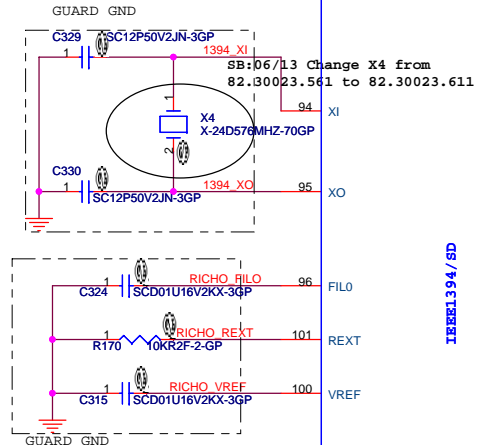 GUARD GND
C329
SC12P50V2JN-3GP
1
1394_XI
SB:06/13 Change X4 from
82.30023.561 to 82.30023.611
94
XI
1
X4
X-24D576MHZ-70GP
2
C330
1
1394_XO
95
XO
SC12P50V2JN-3GP
RICHO_FILO
1
96
FIL0
C324
SCD01U16V2KX-3GP
IEEE1394/SD
1
RICHO_REXT
101
REXT
R170
10KR2F-2-GP
1
RICHO_VREF
100
VREF
C315
SCD01U16V2KX-3GP
GUARD GND